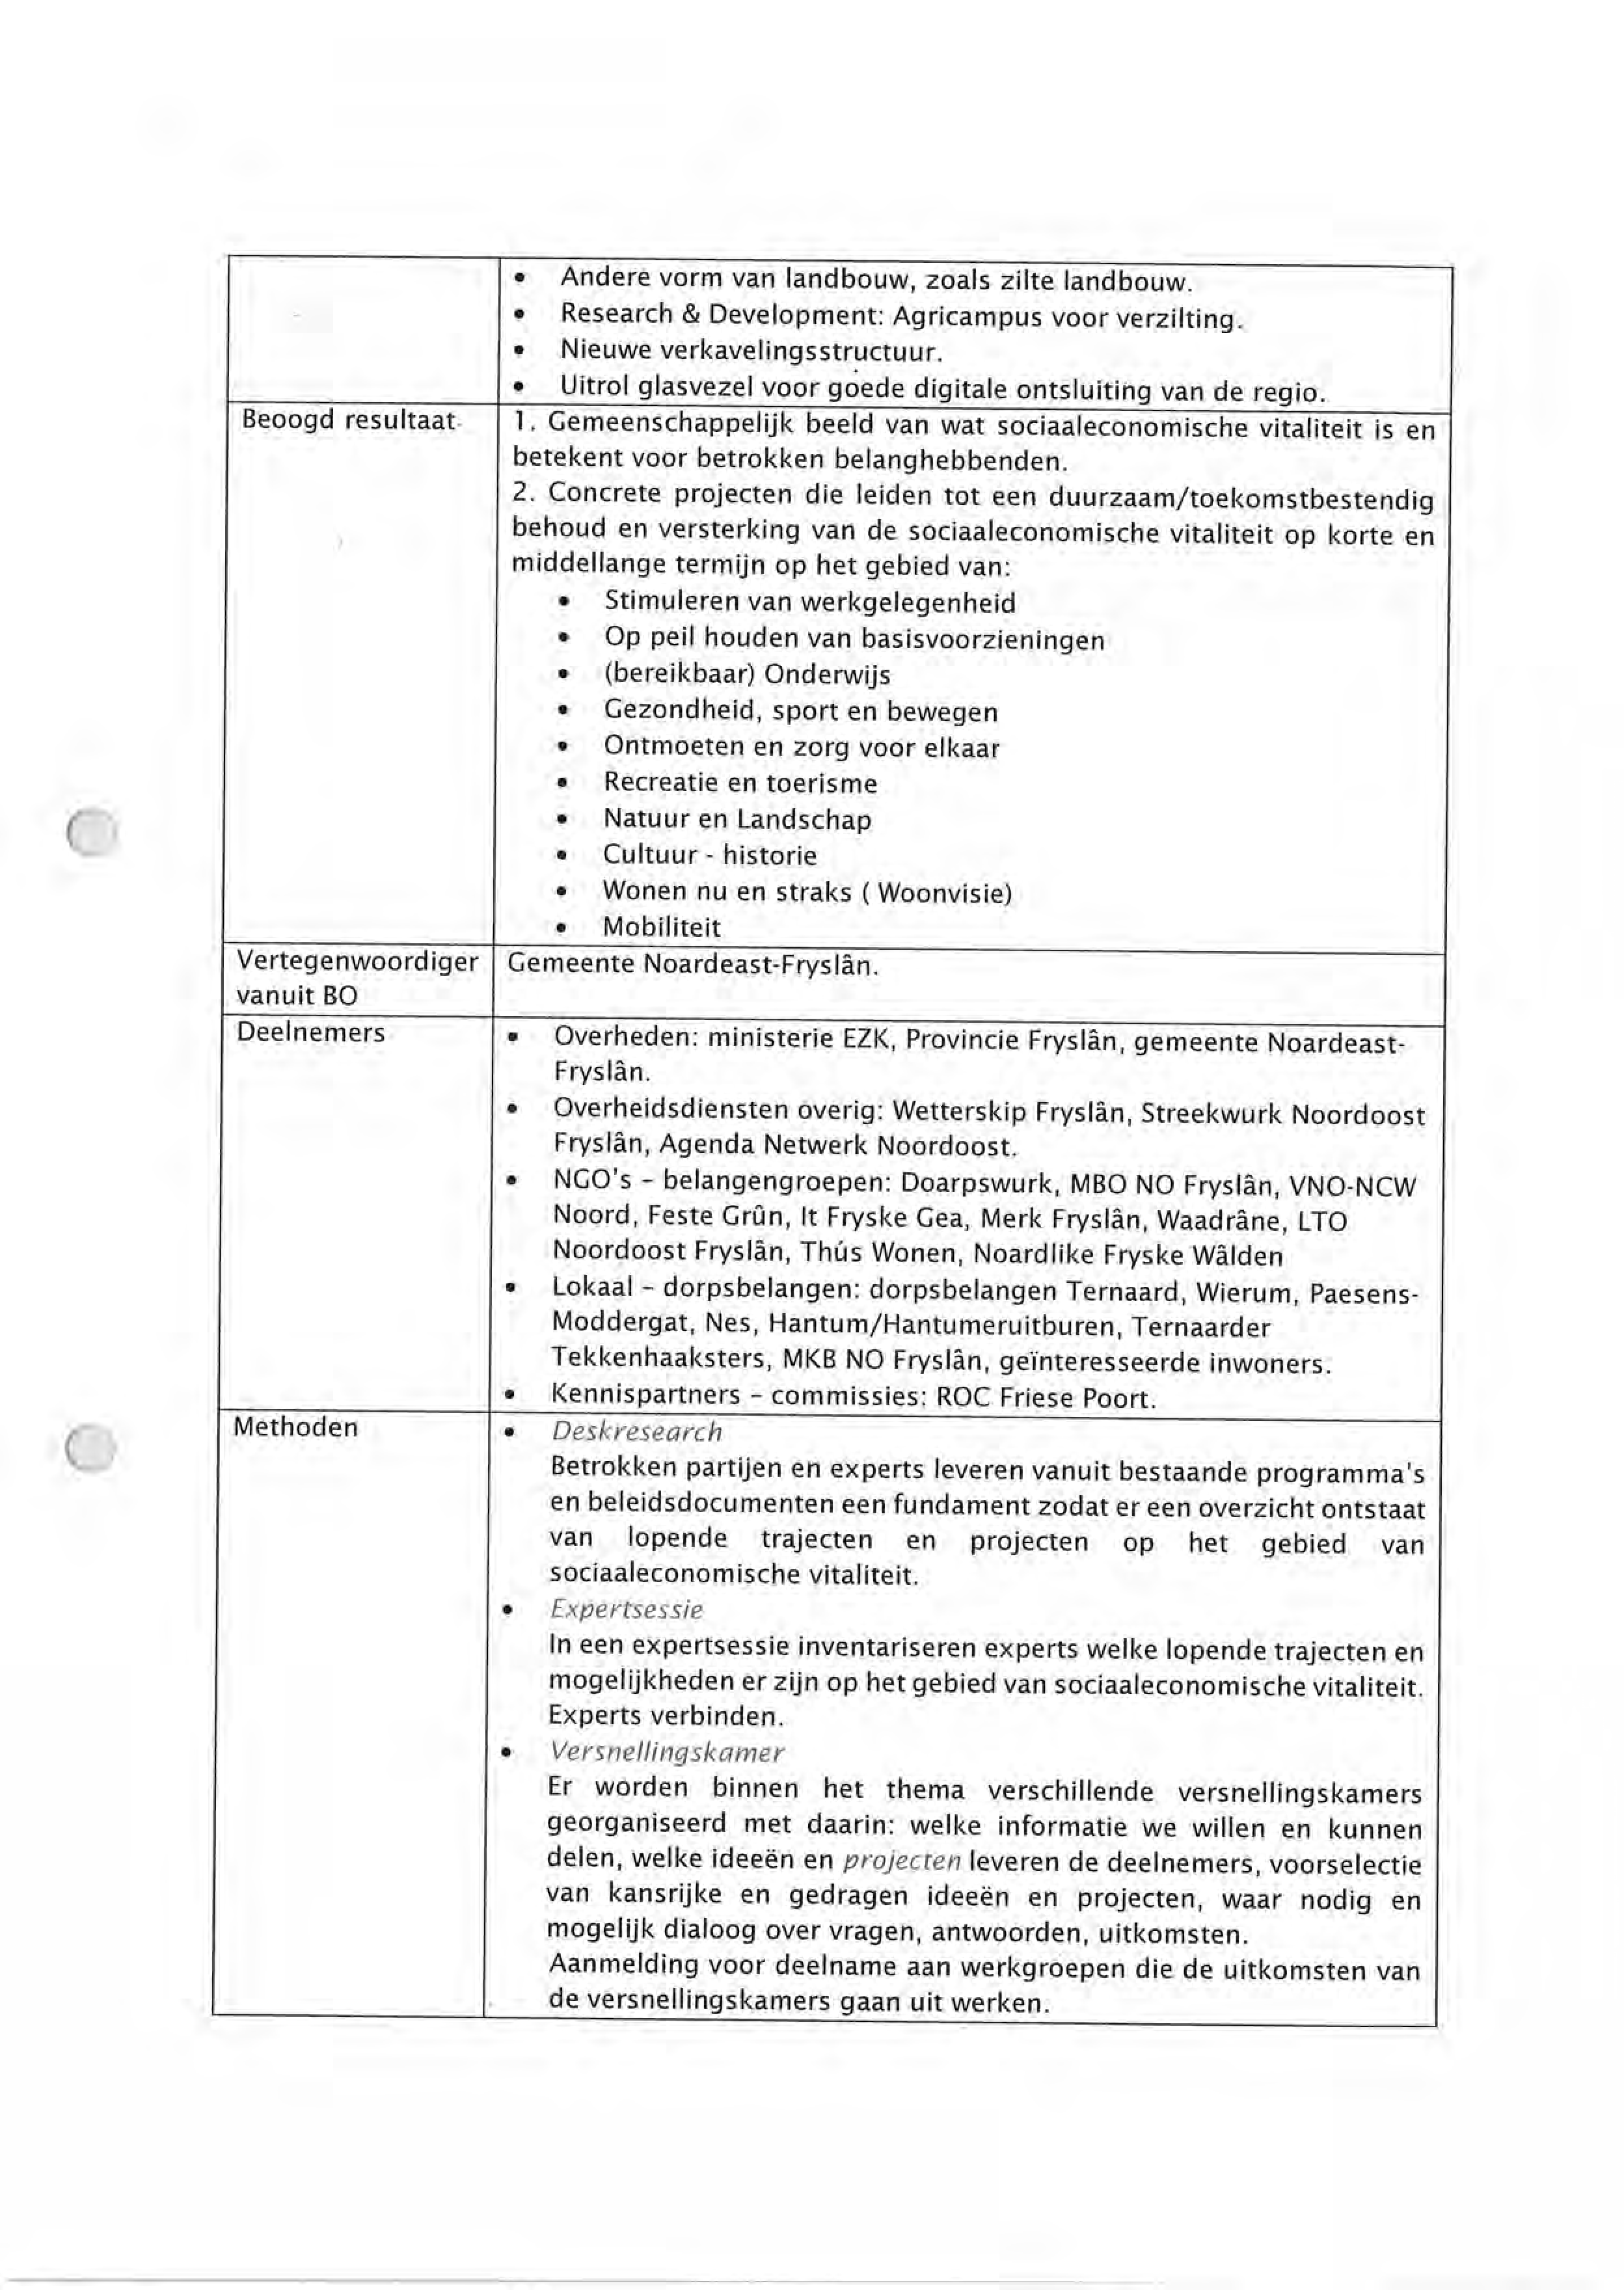 • Andere vorm van landbouw, zoals zilte landbouw.
• Research & Development: Agricampus voor verzilting.
• Nieuwe verkavelingsstructuur.
• Uitrol glasvezel voor goede digitale ontsluiting van de regio.
Beoogd resultaat
1. Gemeenschappelijk beeld van wat sociaaleconomische vitaliteit is en
betekent voor betrokken belanghebbenden.
2. Concrete projecten die leiden tot een duurzaam/toekomstbestendig
behoud en versterking van de sociaaleconomische vitaliteit op korte en
middellange termijn op het gebied van:
• Stimuleren van werkgelegenheid
• Op peil houden van basisvoorzieningen
• (bereikbaar) Onderwijs
• Gezondheid, sport en bewegen
• Ontmoeten en zorg voor elkaar
• Recreatie en toerisme
• Natuur en Landschap
• Cultuur - historie
• Wonen nu en straks ( Woonvisie)
• Mobiliteit
Vertegenwoordiger
vanuit BO
Gemeente Noardeast-Fryslân.
Deelnemers
• Overheden: ministerie EZK, Provincie Fryslân, gemeente Noardeast-
Fryslân.
• Overheidsdiensten overig: Wetterskip Fryslân, Streekwurk Noordoost
Fryslân, Agenda Netwerk Noordoost.
• NGO's – belangengroepen: Doarpswurk, MBO NO Fryslân, VNO-NCW
Noord, Feste Grûn, It Fryske Gea, Merk Fryslân, Waadrâne, LTO
Noordoost Fryslân, Thús Wonen, Noardlike Fryske Wâlden
• Lokaal – dorpsbelangen: dorpsbelangen Ternaard, Wierum, Paesens-
Moddergat, Nes, Hantum/Hantumeruitburen, Ternaarder
Tekkenhaaksters, MKB NO Fryslân, geïnteresseerde inwoners.
• Kennispartners – commissies: ROC Friese Poort.
Methoden
• Deskresearch
Betrokken partijen en experts leveren vanuit bestaande programma's
en beleidsdocumenten een fundament zodat er een overzicht ontstaat
van lopende trajecten en projecten op het gebied van
sociaaleconomische vitaliteit.
• Expertsessie
In een expertsessie inventariseren experts welke lopende trajecten en
mogelijkheden er zijn op het gebied van sociaaleconomische vitaliteit.
Experts verbinden.
• Versnellingskamer
Er worden binnen het thema verschillende versnellingskamers
georganiseerd met daarin: welke informatie we willen en kunnen
delen, welke ideeën en projecten leveren de deelnemers, voorselectie
van kansrijke en gedragen ideeën en projecten, waar nodig en
mogelijk dialoog over vragen, antwoorden, uitkomsten.
Aanmelding voor deelname aan werkgroepen die de uitkomsten van
de versnellingskamers gaan uit werken.